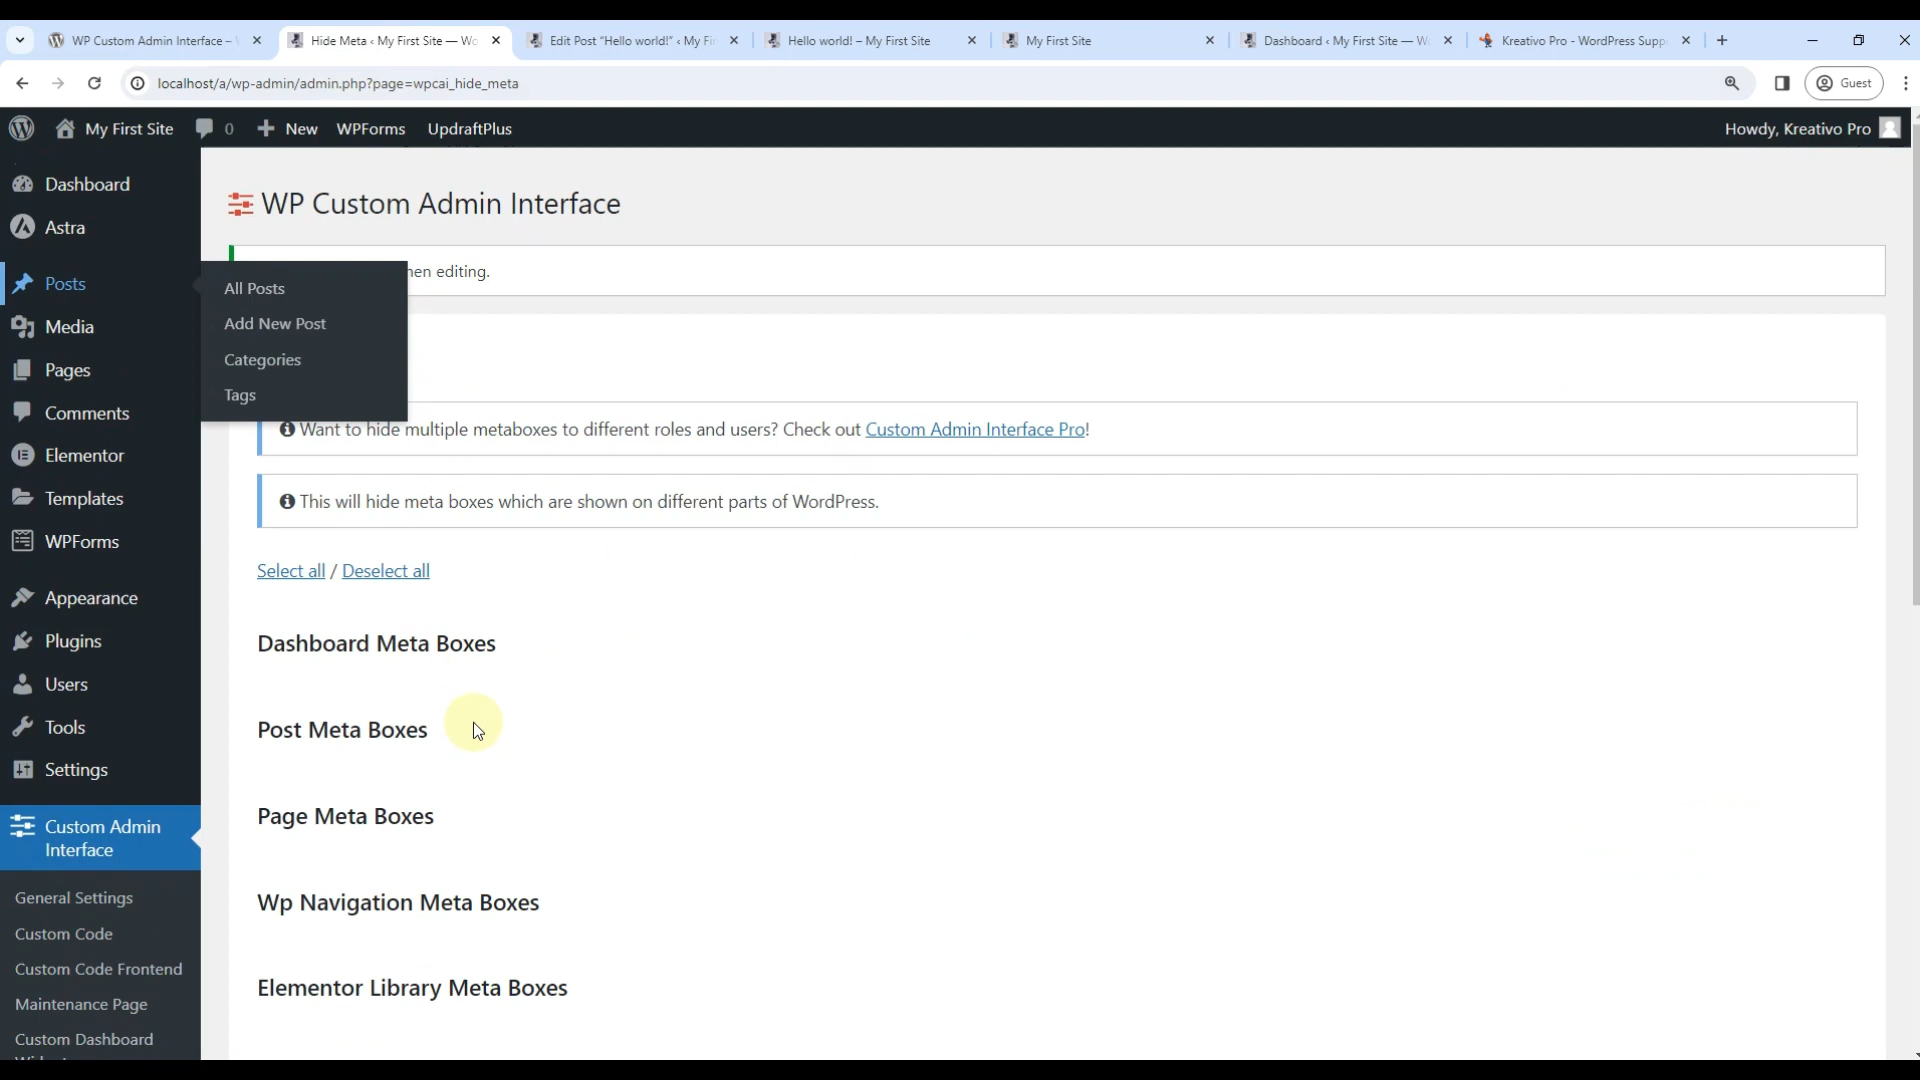 WP Custom Admin Interface –
Hide Meta ‹ My First Site — Wo
Edit Post "Hello world!" ‹ My Fi
Hello world! – My First Site
My First Site
Dashboard ‹ My First Site — W
Kreativo Pro - WordPress Supp
localhost/a/wp-admin/admin.php?page=wpcai_hide_meta
Guest
My First Site
0
New
WPForms
UpdraftPlus
Howdy, Kreativo Pro
Dashboard
Astra
Posts
Media
Pages
Comments
Elementor
Templates
WPForms
Appearance
Plugins
Users
Tools
Settings
Custom Admin
Interface
General Settings
Custom Code
Custom Code Frontend
Maintenance Page
Custom Dashboard
All Posts
Add New Post
Categories
Tags
WP Custom Admin Interface
hen editing.
Want to hide multiple metaboxes to different roles and users? Check out Custom Admin Interface Pro!
This will hide meta boxes which are shown on different parts of WordPress.
Select all / Deselect all
Dashboard Meta Boxes
Post Meta Boxes
Page Meta Boxes
Wp Navigation Meta Boxes
Elementor Library Meta Boxes